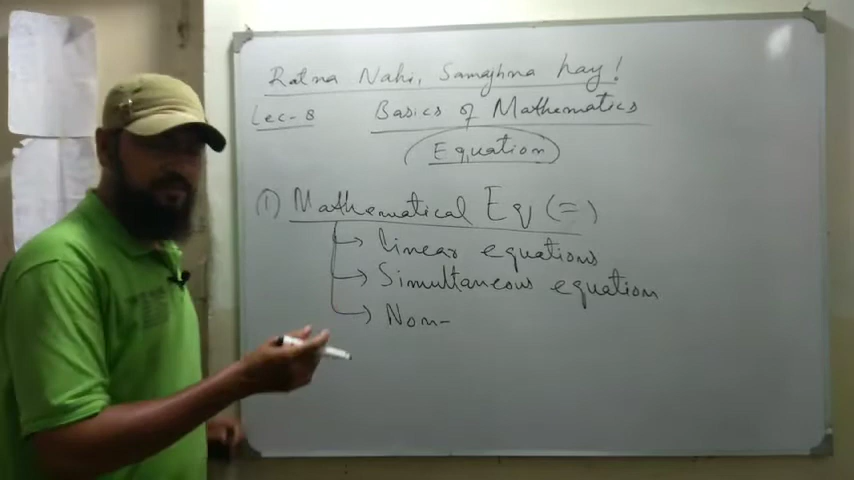 Ratna Nahi, Samajhna hay!
Lec-8 Basics of Mathematics
Equation
① Mathematical Eq (=)
linear equations
Simultaneous equation
Non-